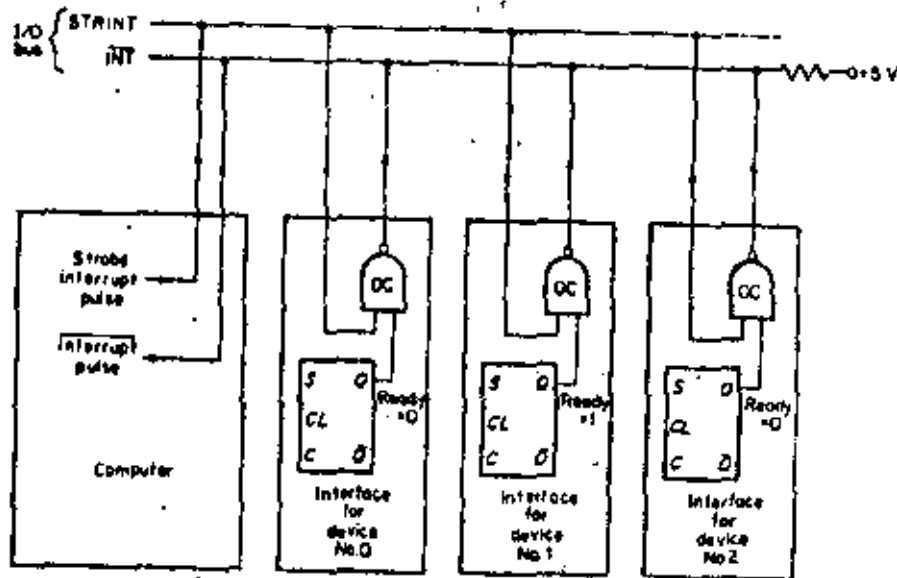 I/O
bus
STRINT
INT
0+5 V
Strobe
interrupt
pulse
Interrupt
pulse
Computer
OC
S Q
CL
C Q
Ready
=0
Interface
for
device
No.0
OC
S Q
CL
C Q
Ready
=1
Interface
for
device
No.1
OC
S Q
CL
C Q
Ready
=0
Interface
for
device
No.2